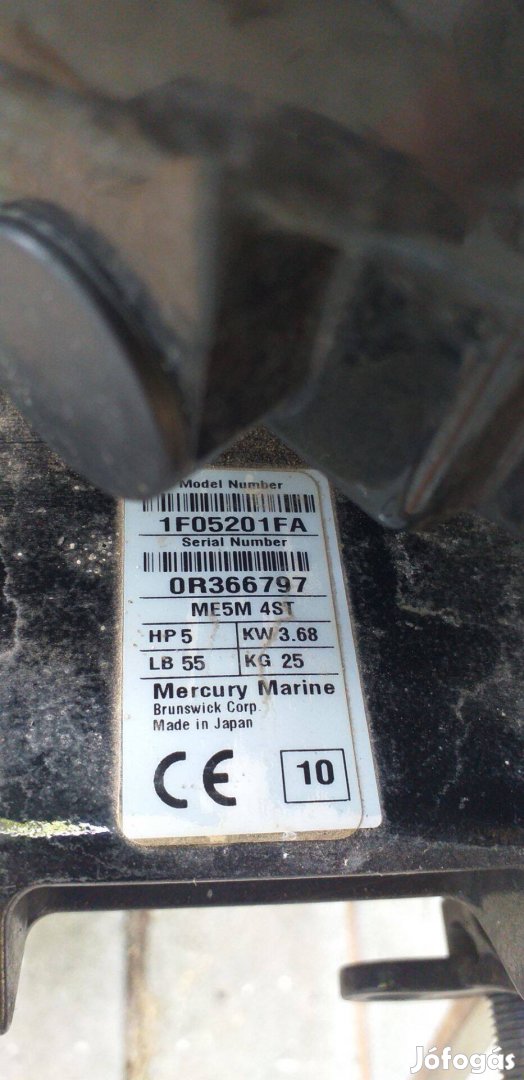 Model Number
1F05201FA
Serial Number
0R366797
ME5M 4ST
HP 5 KW 3.68
LB 55 KG 25
Mercury Marine
Brunswick Corp.
Made in Japan
CE 10
Jófogás